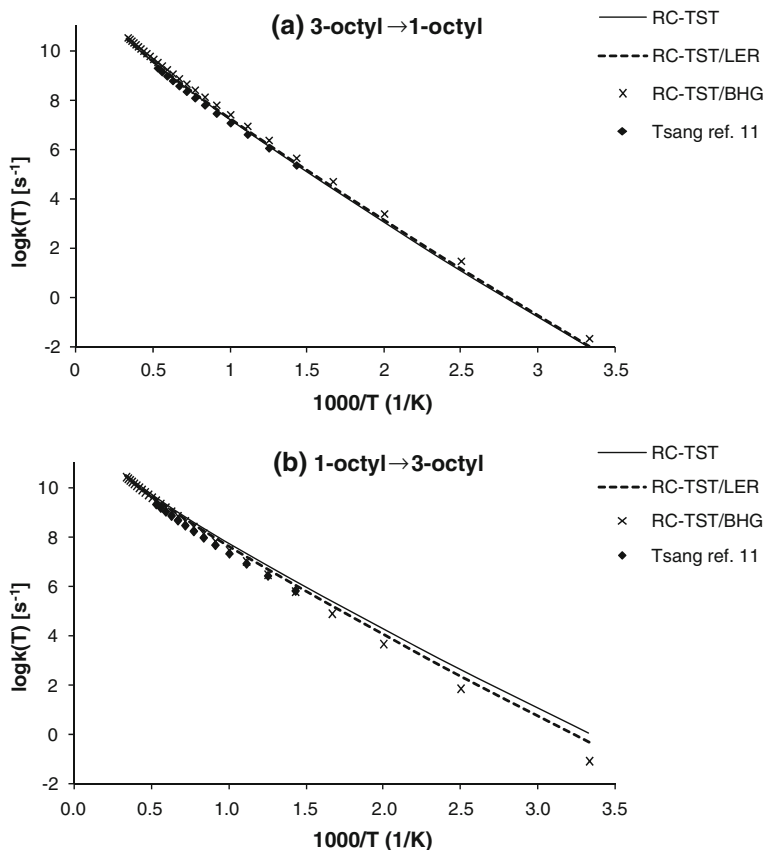 (a) 3-octyl→1-octyl
RC-TST
RC-TST/LER
RC-TST/BHG
Tsang ref. 11
logk(T) [s⁻¹]
10
8
6
4
2
0
-2
0 0.5 1 1.5 2 2.5 3 3.5
1000/T (1/K)
(b) 1-octyl→3-octyl
RC-TST
RC-TST/LER
RC-TST/BHG
Tsang ref. 11
logk(T) [s⁻¹]
10
8
6
4
2
0
-2
0.0 0.5 1.0 1.5 2.0 2.5 3.0 3.5
1000/T (1/K)